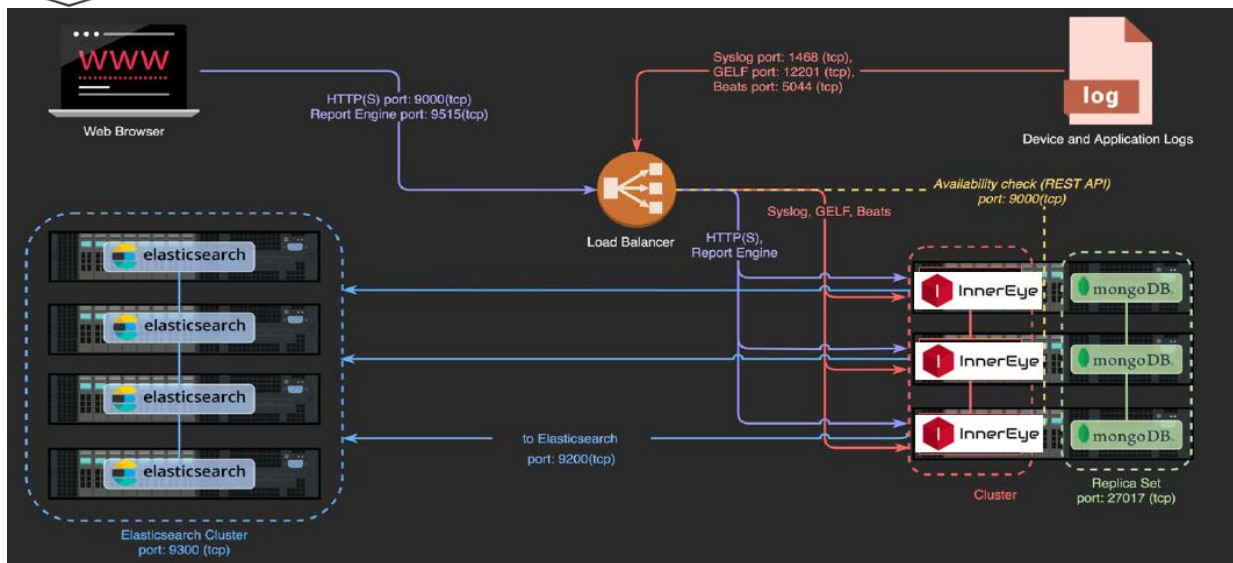 WWW
Web Browser
HTTP(S) port: 9000(tcp)
Report Engine port: 9515(tcp)
Syslog port: 1468 (tcp),
GELF port: 12201 (tcp),
Beats port: 5044 (tcp)
log
Device and Application Logs
Load Balancer
Availability check (REST API)
port: 9000(tcp)
Syslog, GELF, Beats
HTTP(S),
Report Engine
elasticsearch
elasticsearch
elasticsearch
elasticsearch
Elasticsearch Cluster
port: 9300 (tcp)
to Elasticsearch
port: 9200(tcp)
InnerEye
mongoDB.
InnerEye
mongoDB.
InnerEye
mongoDB.
Cluster
Replica Set
port: 27017 (tcp)